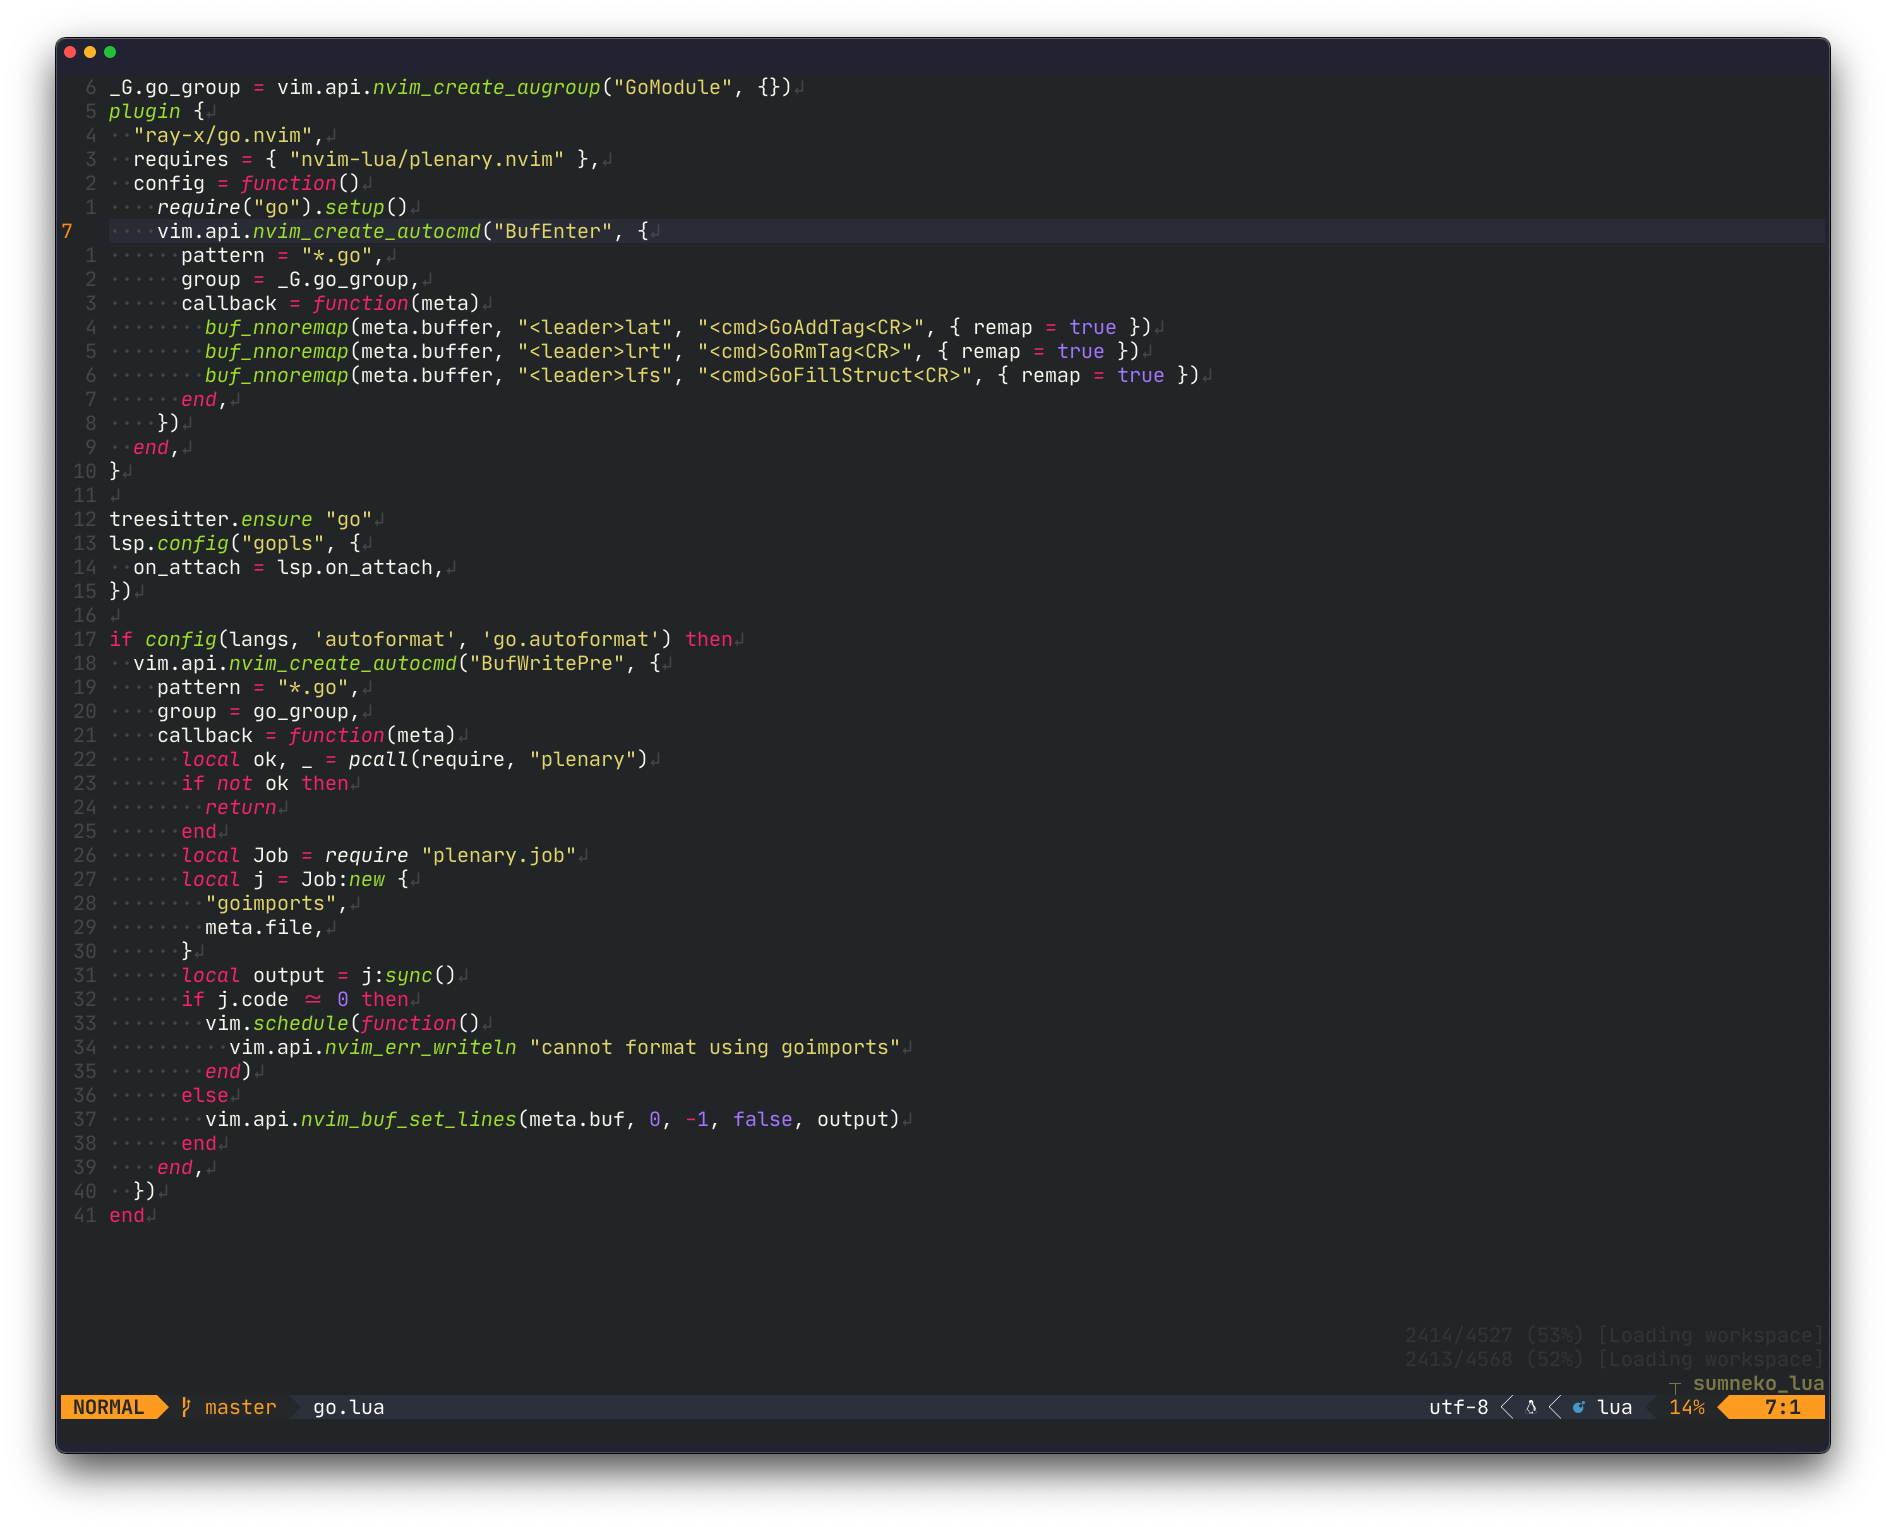 6 _G.go_group = vim.api.nvim_create_augroup("GoModule", {})↲
5 plugin {↲
4 ··"ray-x/go.nvim",↲
3 ··requires = { "nvim-lua/plenary.nvim" },↲
2 ··config = function()↲
1 ····require("go").setup()↲
7 ····vim.api.nvim_create_autocmd("BufEnter", {↲
1 ······pattern = "*.go",↲
2 ······group = _G.go_group,↲
3 ······callback = function(meta)↲
4 ········buf_nnoremap(meta.buffer, "<leader>lat", "<cmd>GoAddTag<CR>", { remap = true })↲
5 ········buf_nnoremap(meta.buffer, "<leader>lrt", "<cmd>GoRmTag<CR>", { remap = true })↲
6 ········buf_nnoremap(meta.buffer, "<leader>lfs", "<cmd>GoFillStruct<CR>", { remap = true })↲
7 ······end,↲
8 ····})↲
9 ··end,↲
10 }↲
11 ↲
12 treesitter.ensure "go"↲
13 lsp.config("gopls", {↲
14 ··on_attach = lsp.on_attach,↲
15 })↲
16 ↲
17 if config(langs, 'autoformat', 'go.autoformat') then↲
18 ··vim.api.nvim_create_autocmd("BufWritePre", {↲
19 ····pattern = "*.go",↲
20 ····group = go_group,↲
21 ····callback = function(meta)↲
22 ······local ok, _ = pcall(require, "plenary")↲
23 ······if not ok then↲
24 ········return↲
25 ······end↲
26 ······local Job = require "plenary.job"↲
27 ······local j = Job:new {↲
28 ········"goimports",↲
29 ········meta.file,↲
30 ······}↲
31 ······local output = j:sync()↲
32 ······if j.code ≃ 0 then↲
33 ········vim.schedule(function()↲
34 ··········vim.api.nvim_err_writeln "cannot format using goimports"↲
35 ········end)↲
36 ······else↲
37 ········vim.api.nvim_buf_set_lines(meta.buf, 0, -1, false, output)↲
38 ······end↲
39 ····end,↲
40 ··})↲
41 end↲
2414/4527 (53%) [Loading workspace]
2413/4568 (52%) [Loading workspace]
┬ sumneko_lua
NORMAL master go.lua utf-8 lua 14% 7:1